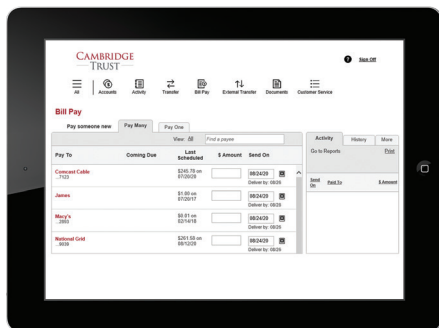 CAMBRIDGE
TRUST
? Sign Off
All Accounts Activity Transfer Bill Pay External Transfer Documents Customer Service
Bill Pay
Pay someone new Pay Many Pay One
View: All Find a payee
Pay To Coming Due Last Scheduled $ Amount Send On
Comcast Cable $245.70 on 08/24/20
...7123 07/20/20
Deliver by: 08/26
James $1.00 on 08/24/20
07/20/17
Deliver by: 08/26
Macy's $0.01 on 08/24/20
02/14/18
Deliver by: 08/26
National Grid $261.50 on 08/24/20
08/12/20
Deliver by: 08/26
Activity History More
Go to Reports Print
Send On Paid To $ Amount